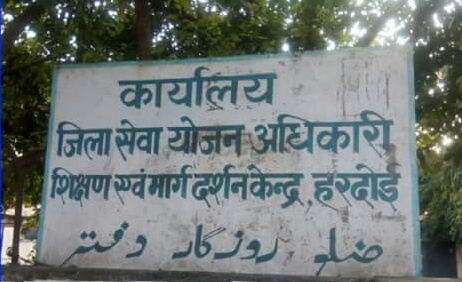 कार्यालय
जिला सेवा योजन अधिकारी
शिक्षण एवं मार्ग दर्शन केन्द्र, हरदोई
ضلع روزگار دفتر